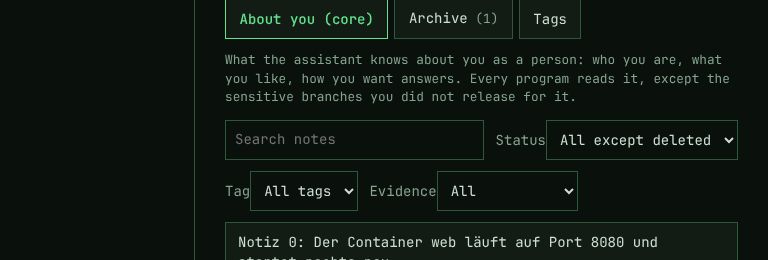 About you (core)
Archive (1)
Tags
What the assistant knows about you as a person: who you are, what
you like, how you want answers. Every program reads it, except the
sensitive branches you did not release for it.
Search notes
Status
All except deleted
Tag
All tags
Evidence
All
Notiz 0: Der Container web läuft auf Port 8080 und